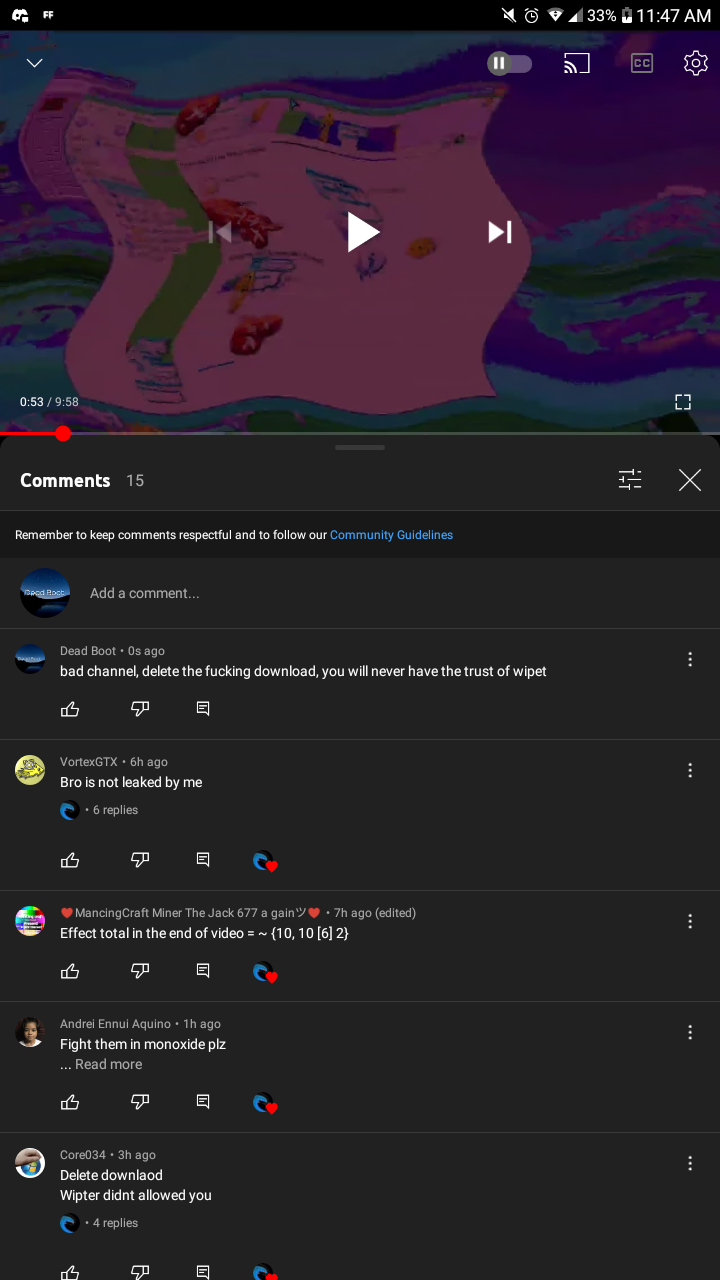 FF 33% 11:47 AM
CC
0:53 / 9:58
Comments 15
Remember to keep comments respectful and to follow our Community Guidelines
Dead Boot
Add a comment...
Dead Boot • 0s ago
bad channel, delete the fucking download, you will never have the trust of wipet
VortexGTX • 6h ago
Bro is not leaked by me
• 6 replies
❤️MancingCraft Miner The Jack 677 a gainツ❤️ • 7h ago (edited)
Effect total in the end of video = ~ {10, 10 [6] 2}
Andrei Ennui Aquino • 1h ago
Fight them in monoxide plz
... Read more
Core034 • 3h ago
Delete downlaod
Wipter didnt allowed you
• 4 replies